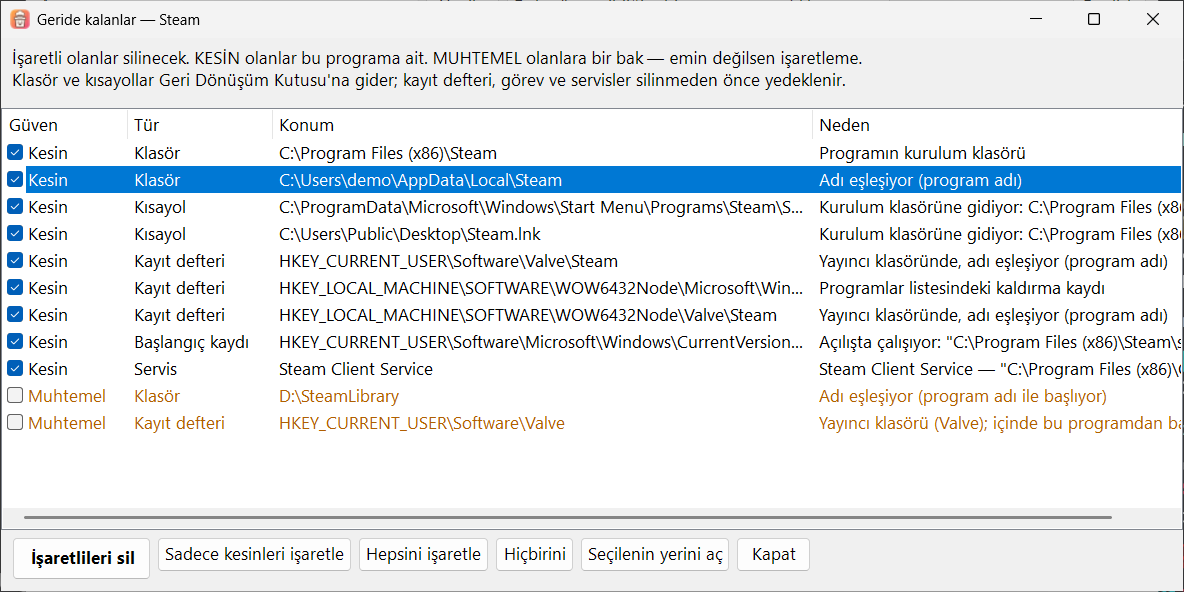 Geride kalanlar — Steam
İşaretli olanlar silinecek. KESİN olanlar bu programa ait. MUHTEMEL olanlara bir bak — emin değilsen işaretleme.
Klasör ve kısayollar Geri Dönüşüm Kutusu'na gider; kayıt defteri, görev ve servisler silinmeden önce yedeklenir.
Güven Tür Konum Neden
Kesin Klasör C:\Program Files (x86)\Steam Programın kurulum klasörü
Kesin Klasör C:\Users\demo\AppData\Local\Steam Adı eşleşiyor (program adı)
Kesin Kısayol C:\ProgramData\Microsoft\Windows\Start Menu\Programs\Steam\S... Kurulum klasörüne gidiyor: C:\Program Files (x8
Kesin Kısayol C:\Users\Public\Desktop\Steam.lnk Kurulum klasörüne gidiyor: C:\Program Files (x8
Kesin Kayıt defteri HKEY_CURRENT_USER\Software\Valve\Steam Yayıncı klasöründe, adı eşleşiyor (program adı)
Kesin Kayıt defteri HKEY_LOCAL_MACHINE\SOFTWARE\WOW6432Node\Microsoft\Win... Programlar listesindeki kaldırma kaydı
Kesin Kayıt defteri HKEY_LOCAL_MACHINE\SOFTWARE\WOW6432Node\Valve\Steam Yayıncı klasöründe, adı eşleşiyor (program adı)
Kesin Başlangıç kaydı HKEY_CURRENT_USER\Software\Microsoft\Windows\CurrentVersion... Açılışta çalışıyor: "C:\Program Files (x86)\Steam\s
Kesin Servis Steam Client Service Steam Client Service — "C:\Program Files (x86)\
Muhtemel Klasör D:\SteamLibrary Adı eşleşiyor (program adı ile başlıyor)
Muhtemel Kayıt defteri HKEY_CURRENT_USER\Software\Valve Yayıncı klasörü (Valve); içinde bu programdan ba
İşaretlileri sil Sadece kesinleri işaretle Hepsini işaretle Hiçbirini Seçilenin yerini aç Kapat